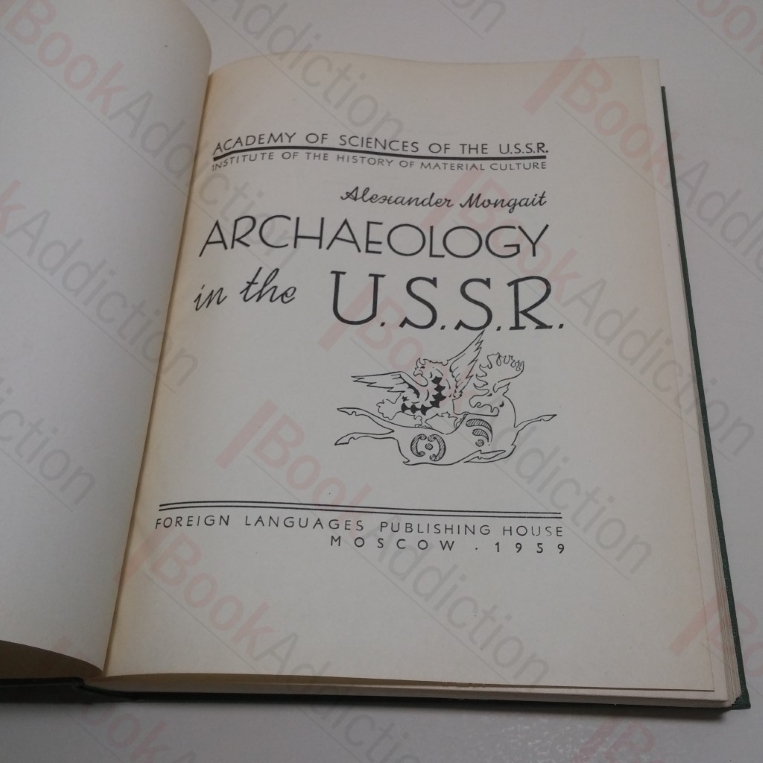 ACADEMY OF SCIENCES OF THE U.S.S.R.
INSTITUTE OF THE HISTORY OF MATERIAL CULTURE
Alexander Mongait
ARCHAEOLOGY
in the U.S.S.R.
FOREIGN LANGUAGES PUBLISHING HOUSE
MOSCOW . 1959
BookAddiction